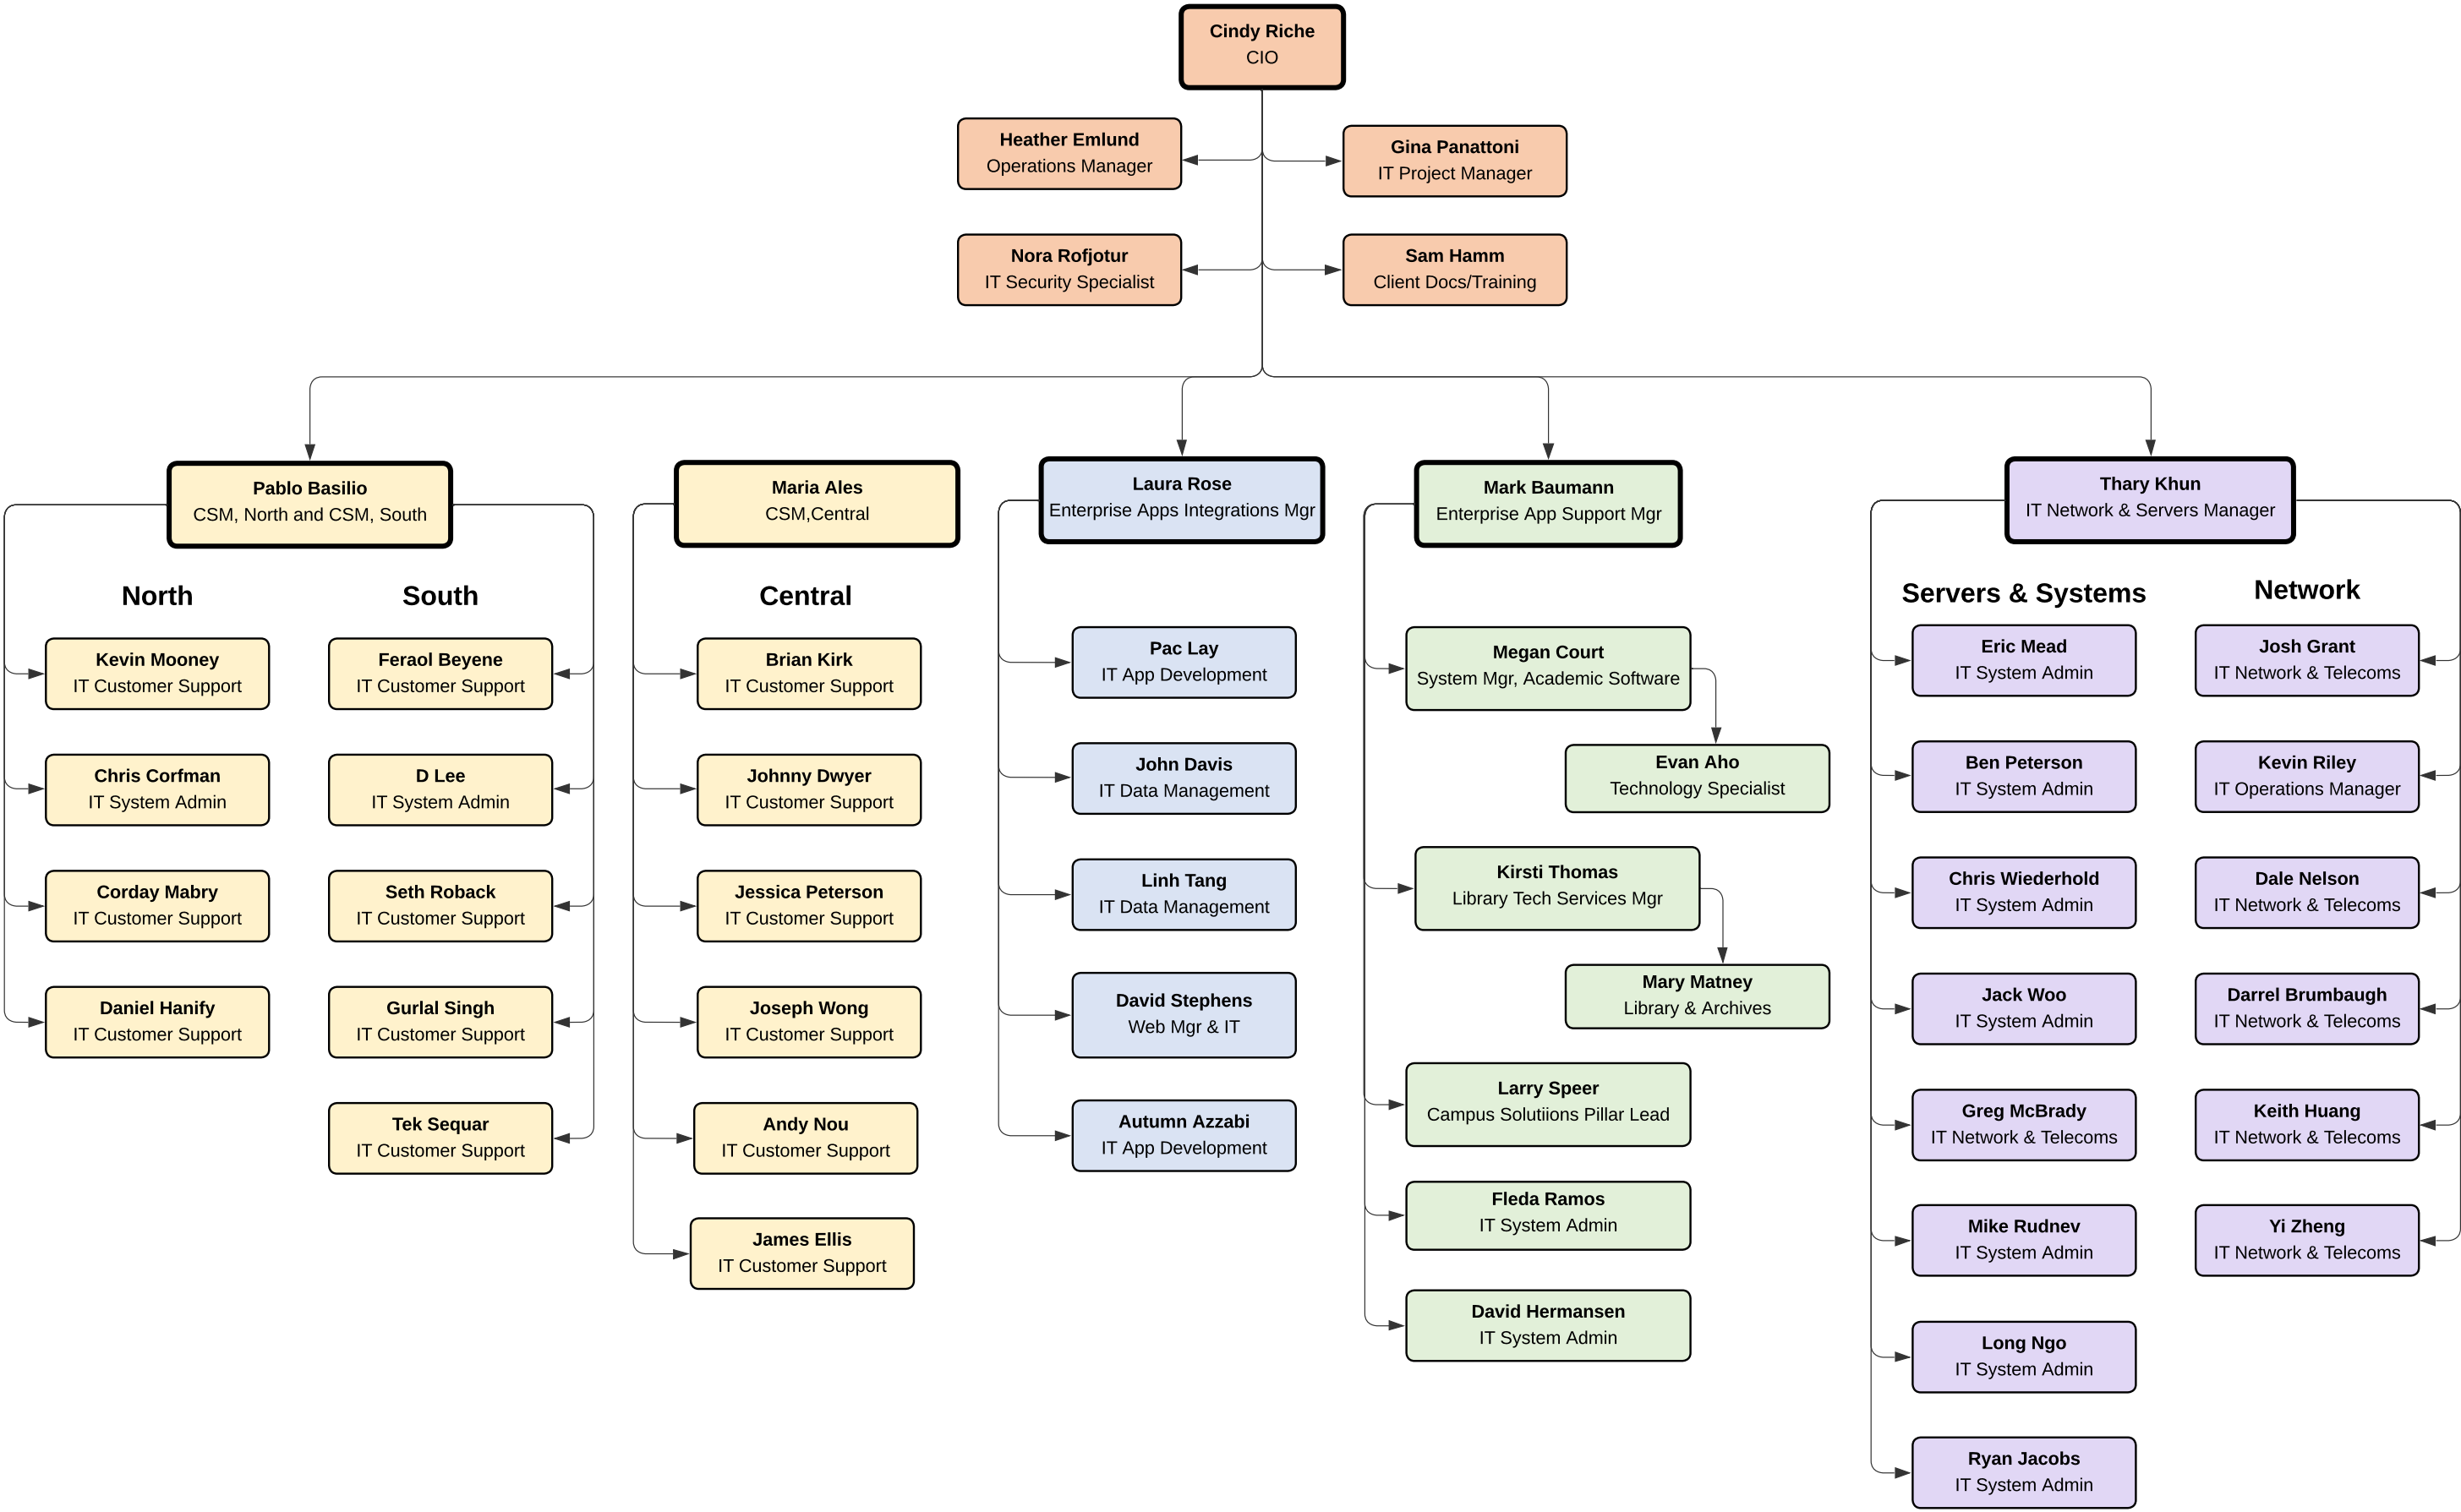 Cindy Riche
CIO
Heather Emlund
Operations Manager
Gina Panattoni
IT Project Manager
Nora Rofjotur
IT Security Specialist
Sam Hamm
Client Docs/Training
Pablo Basilio
CSM, North and CSM, South
Maria Ales
CSM,Central
Laura Rose
Enterprise Apps Integrations Mgr
Mark Baumann
Enterprise App Support Mgr
Thary Khun
IT Network & Servers Manager
North
Kevin Mooney
IT Customer Support
Chris Corfman
IT System Admin
Corday Mabry
IT Customer Support
Daniel Hanify
IT Customer Support
South
Feraol Beyene
IT Customer Support
D Lee
IT System Admin
Seth Roback
IT Customer Support
Gurlal Singh
IT Customer Support
Tek Sequar
IT Customer Support
Central
Brian Kirk
IT Customer Support
Johnny Dwyer
IT Customer Support
Jessica Peterson
IT Customer Support
Joseph Wong
IT Customer Support
Andy Nou
IT Customer Support
James Ellis
IT Customer Support
Pac Lay
IT App Development
John Davis
IT Data Management
Linh Tang
IT Data Management
David Stephens
Web Mgr & IT
Autumn Azzabi
IT App Development
Megan Court
System Mgr, Academic Software
Evan Aho
Technology Specialist
Kirsti Thomas
Library Tech Services Mgr
Mary Matney
Library & Archives
Larry Speer
Campus Solutiions Pillar Lead
Fleda Ramos
IT System Admin
David Hermansen
IT System Admin
Servers & Systems
Eric Mead
IT System Admin
Ben Peterson
IT System Admin
Chris Wiederhold
IT System Admin
Jack Woo
IT System Admin
Greg McBrady
IT Network & Telecoms
Mike Rudnev
IT System Admin
Long Ngo
IT System Admin
Ryan Jacobs
IT System Admin
Network
Josh Grant
IT Network & Telecoms
Kevin Riley
IT Operations Manager
Dale Nelson
IT Network & Telecoms
Darrel Brumbaugh
IT Network & Telecoms
Keith Huang
IT Network & Telecoms
Yi Zheng
IT Network & Telecoms